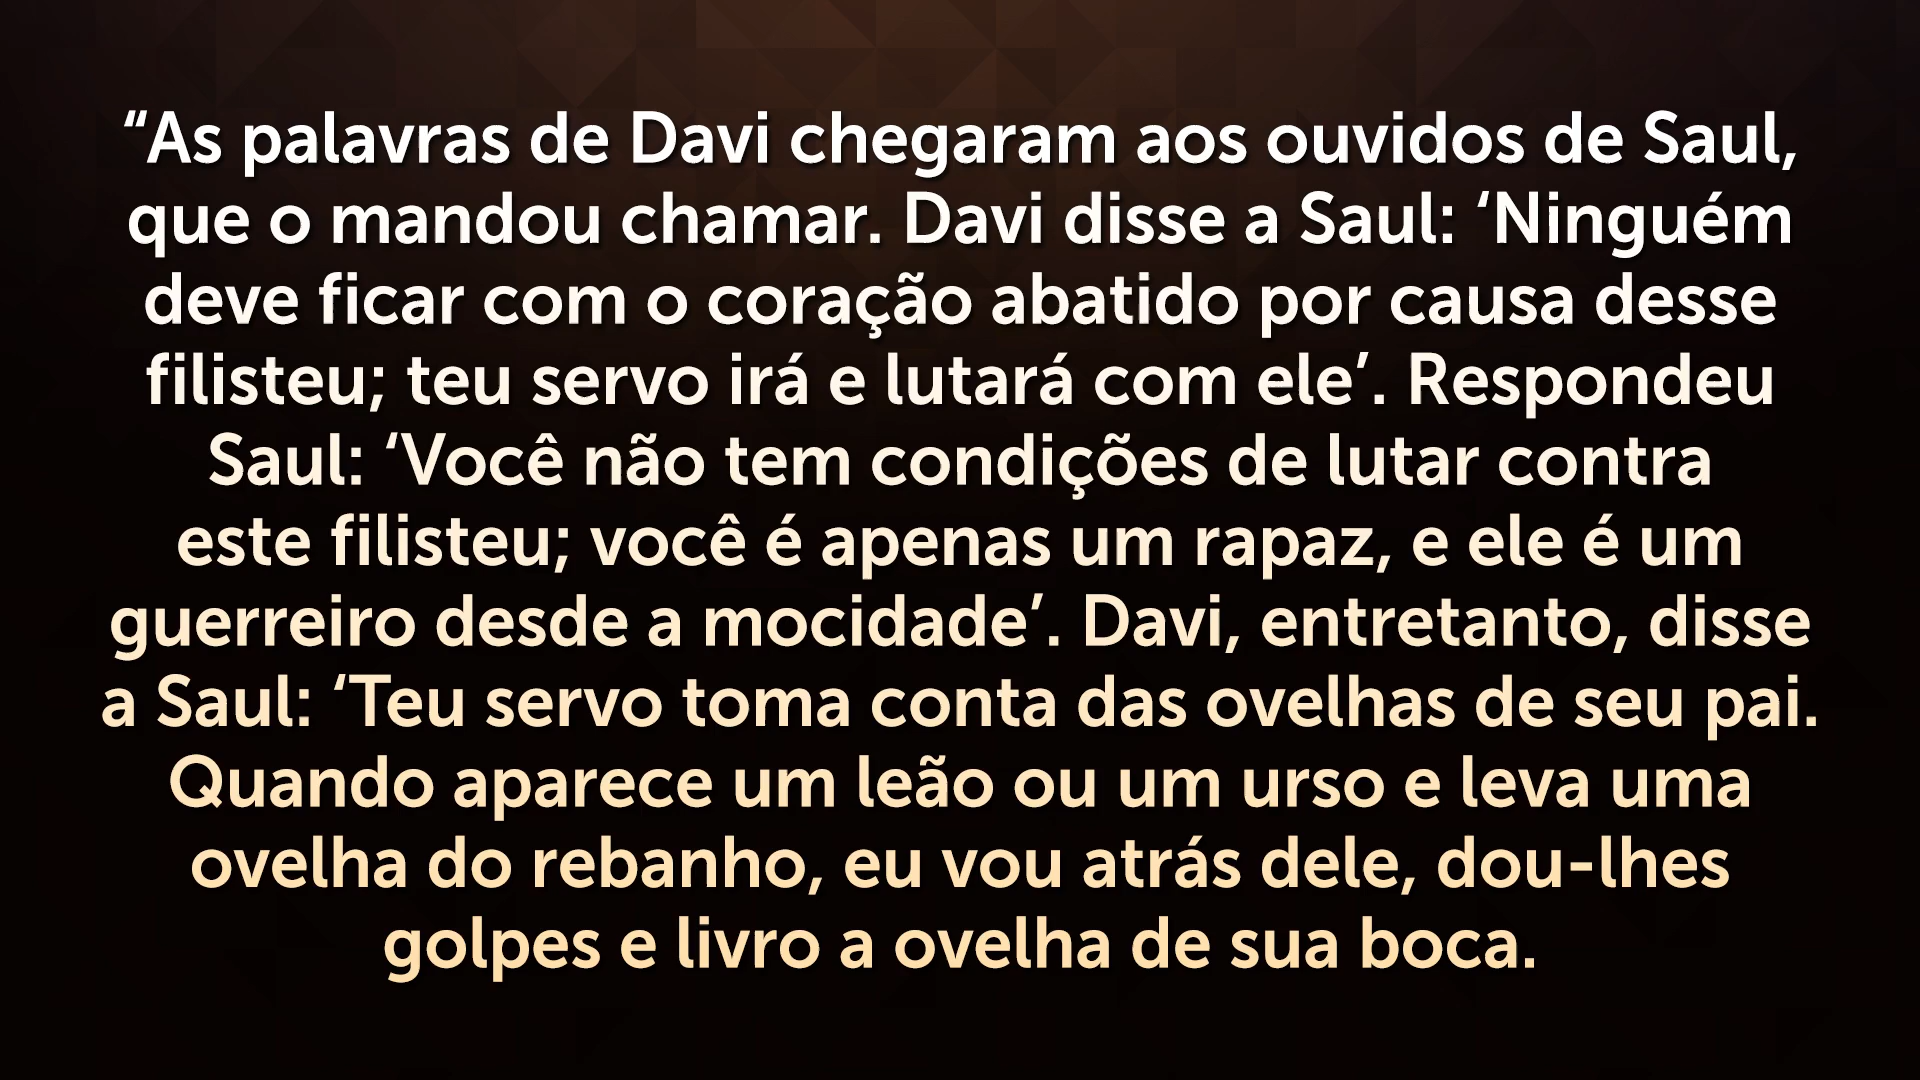 “As palavras de Davi chegaram aos ouvidos de Saul,
que o mandou chamar. Davi disse a Saul: ‘Ninguém
deve ficar com o coração abatido por causa desse
filisteu; teu servo irá e lutará com ele’. Respondeu
Saul: ‘Você não tem condições de lutar contra
este filisteu; você é apenas um rapaz, e ele é um
guerreiro desde a mocidade’. Davi, entretanto, disse
a Saul: ‘Teu servo toma conta das ovelhas de seu pai.
Quando aparece um leão ou um urso e leva uma
ovelha do rebanho, eu vou atrás dele, dou-lhes
golpes e livro a ovelha de sua boca.